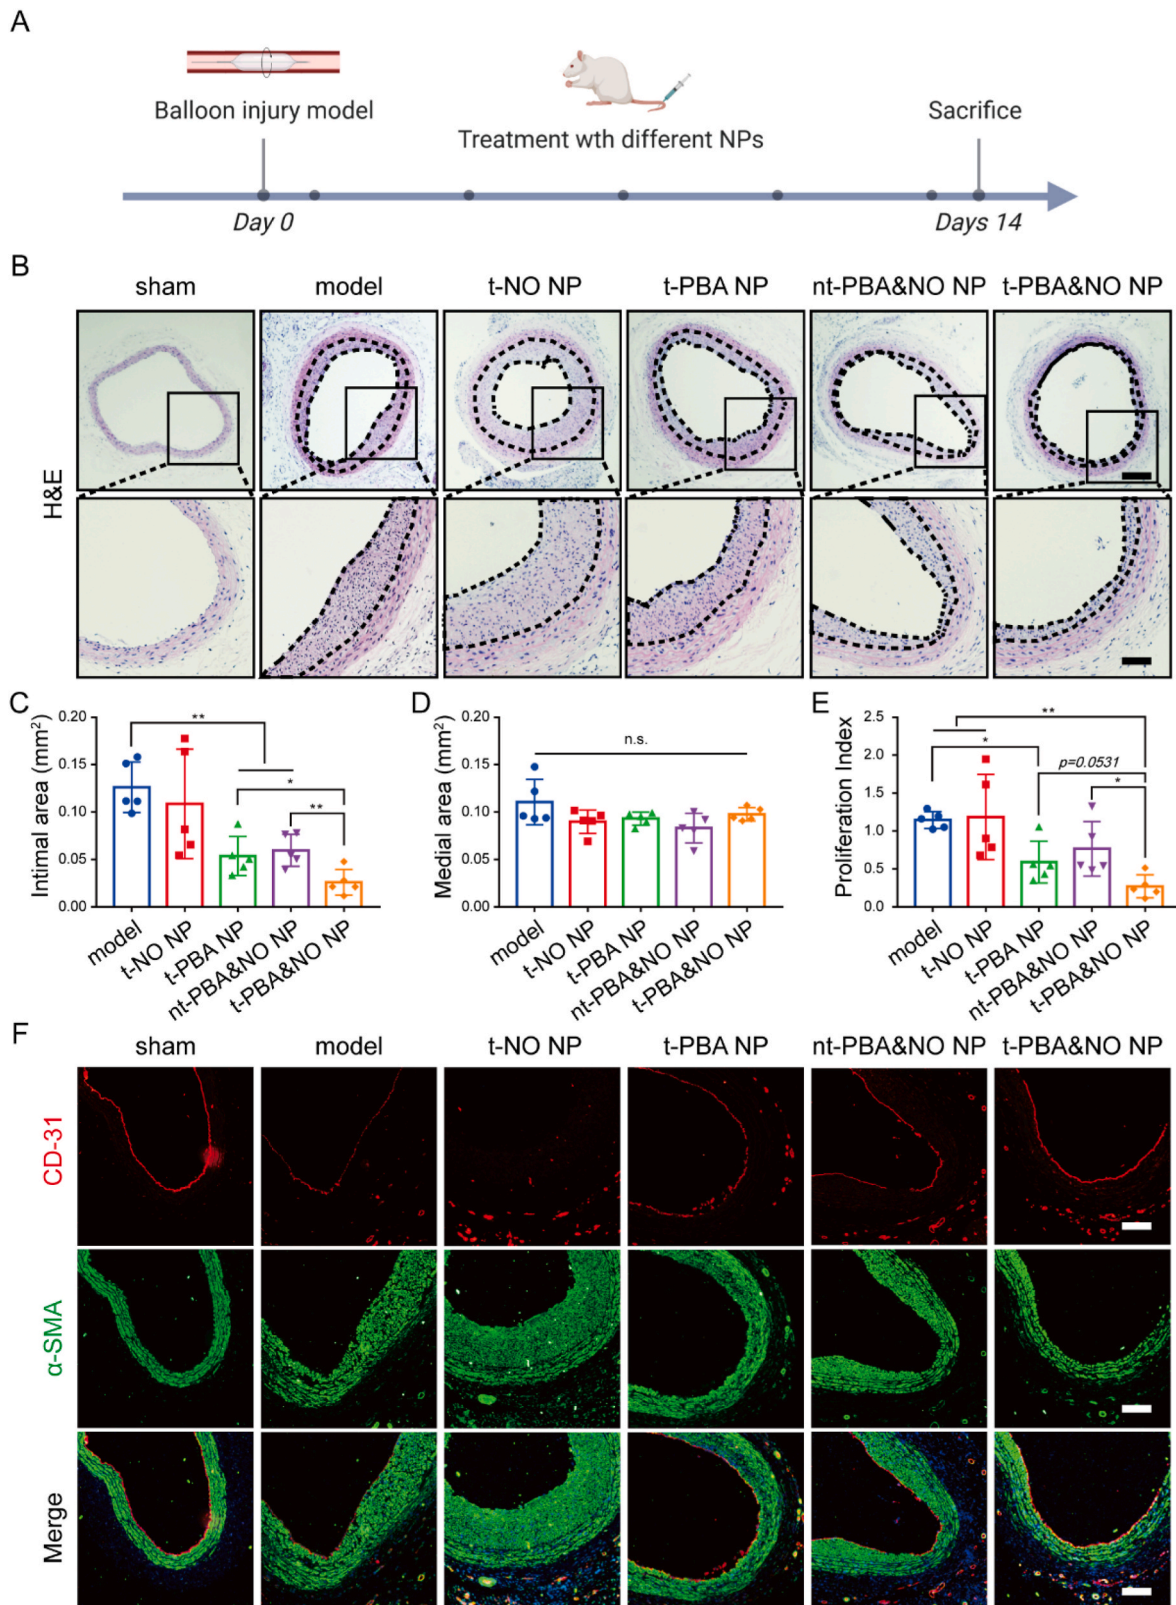 A
Balloon injury model
Treatment wth different NPs
Sacrifice
Day 0
Days 14
B
sham model t-NO NP t-PBA NP nt-PBA&NO NP t-PBA&NO NP
H&E
C
Intimal area (mm²)
0.20
0.15
0.10
0.05
0.00
**
*
**
model
t-NO NP
t-PBA NP
nt-PBA&NO NP
t-PBA&NO NP
D
Medial area (mm²)
0.20
0.15
0.10
0.05
0.00
n.s.
model
t-NO NP
t-PBA NP
nt-PBA&NO NP
t-PBA&NO NP
E
Proliferation Index
2.5
2.0
1.5
1.0
0.5
0.0
**
*
p=0.0531
*
model
t-NO NP
t-PBA NP
nt-PBA&NO NP
t-PBA&NO NP
F
sham model t-NO NP t-PBA NP nt-PBA&NO NP t-PBA&NO NP
CD-31
α-SMA
Merge